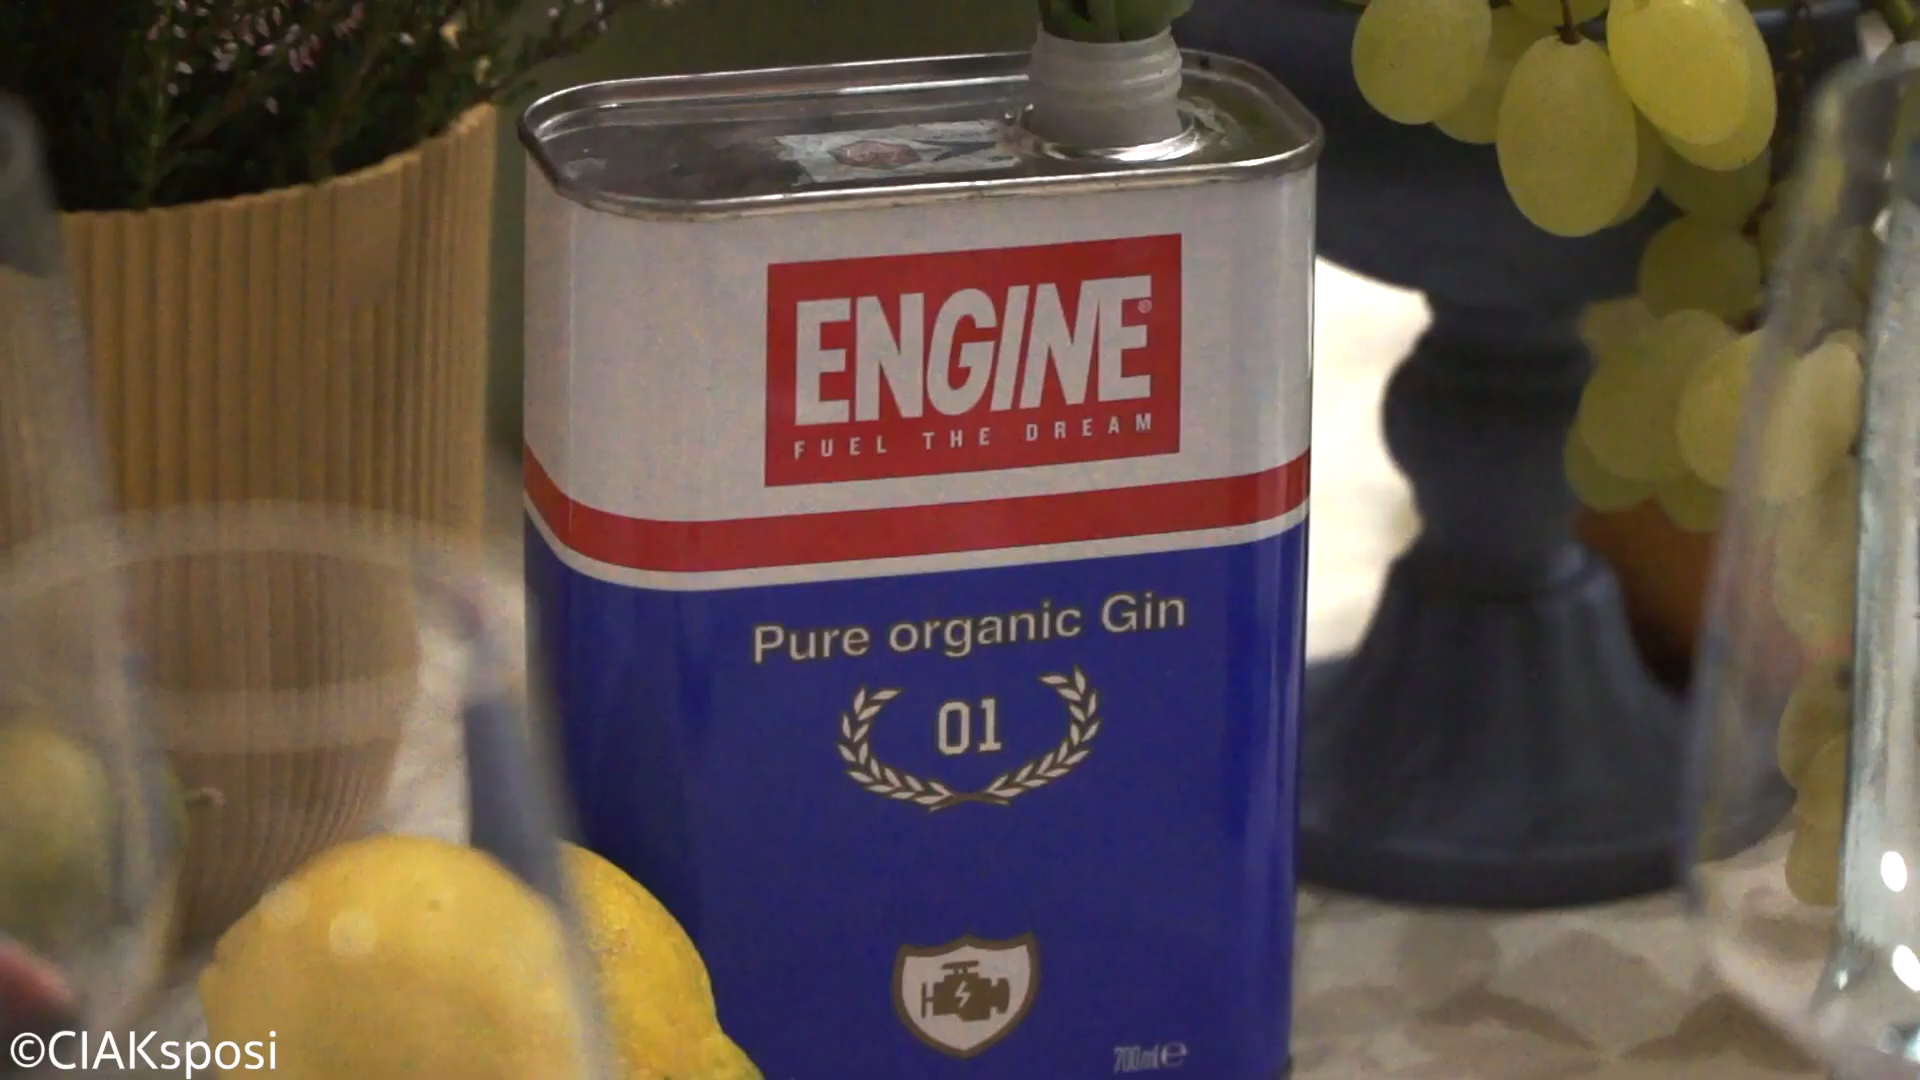 ENGINE®
FUEL THE DREAM
Pure organic Gin
01
700ml℮
©CIAKsposi